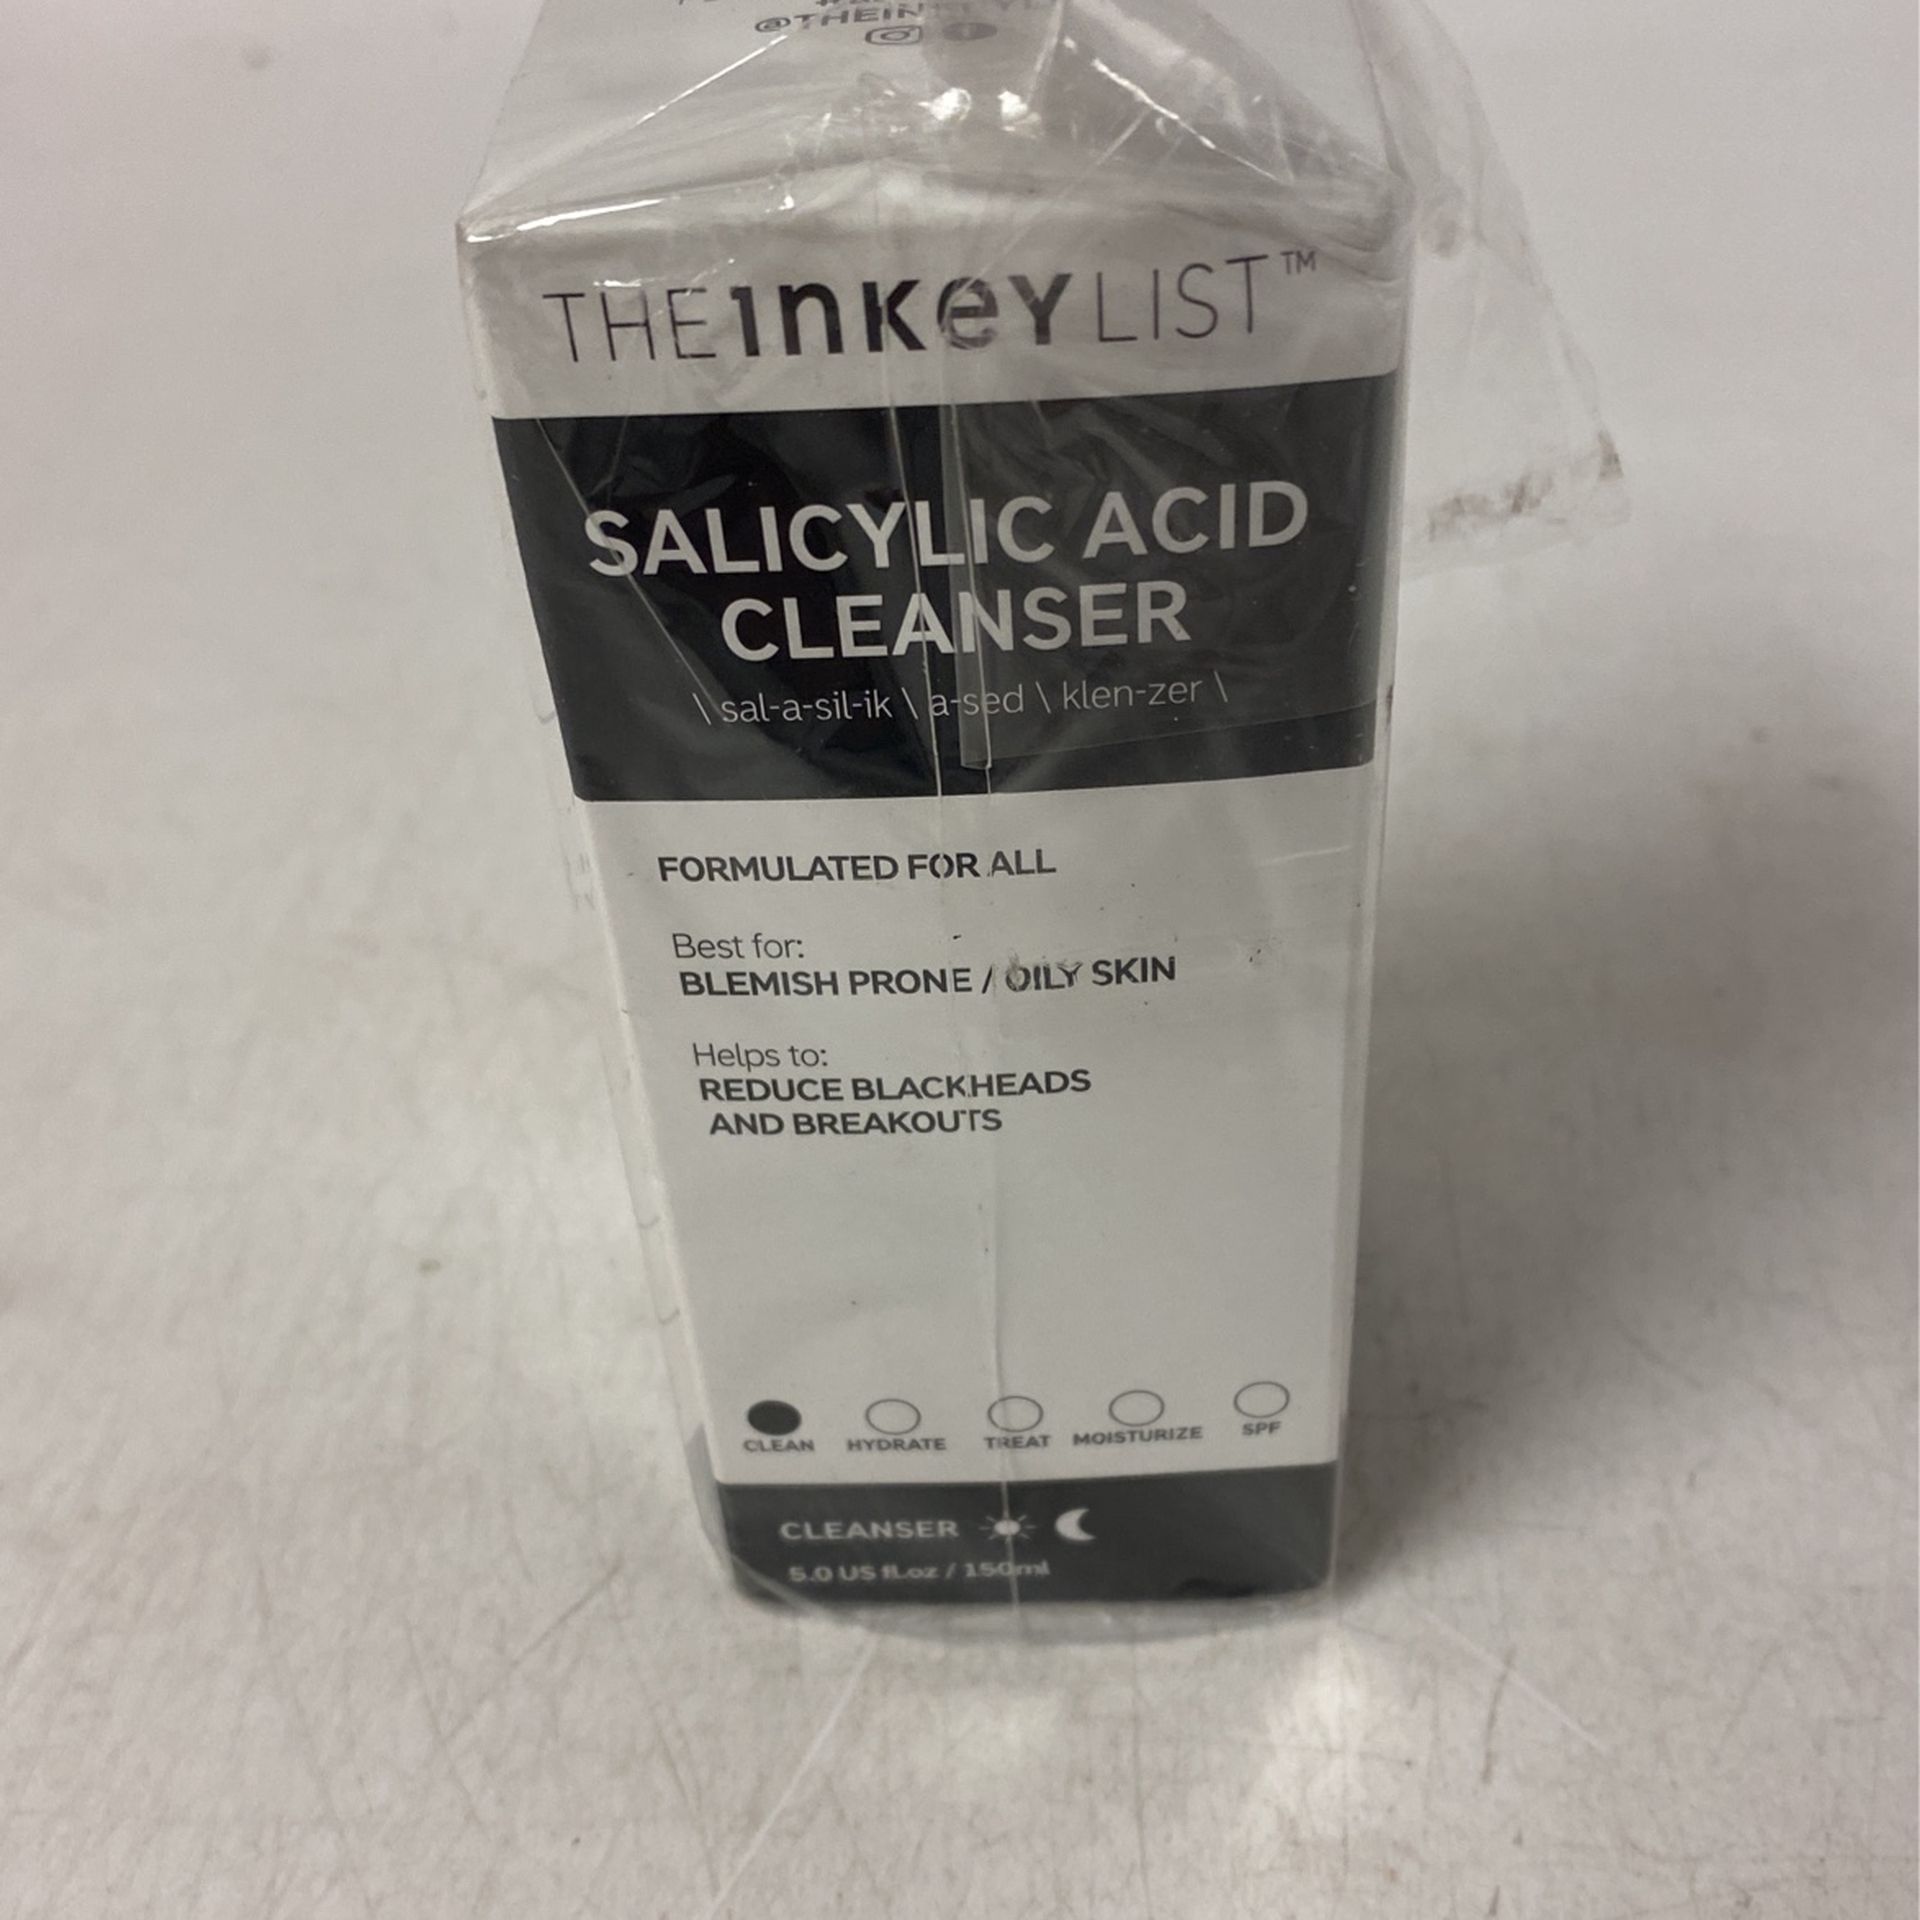 THE INKEY LIST™
SALICYLIC ACID
CLEANSER
\ sal-a-sil-ik \ a-sed \ klen-zer \
FORMULATED FOR ALL
Best for:
BLEMISH PRONE / OILY SKIN
Helps to:
REDUCE BLACKHEADS
AND BREAKOUTS
CLEAN HYDRATE TREAT MOISTURIZE SPF
CLEANSER
5.0 US fl.oz / 150ml